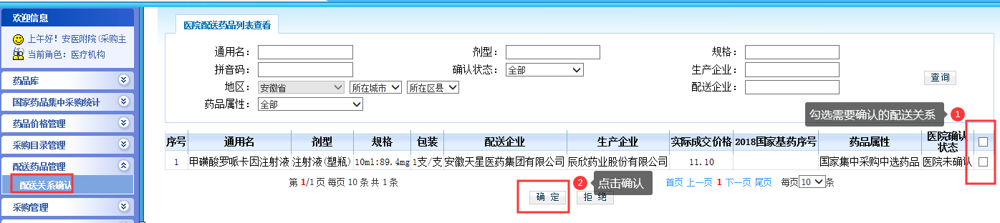 欢迎信息
上午好！安医附院(采购主
当前角色：医疗机构
药品库
国家药品集中采购统计
药品价格管理
采购目录管理
配送药品管理
配送关系确认
采购管理
医院配送药品列表查看
通用名： 剂型： 规格：
拼音码： 确认状态： 全部 生产企业：
查询
地区： 安徽省 所在城市 所在区县 配送企业：
药品属性： 全部
勾选需要确认的配送关系 1
序号 通用名 剂型 规格 包装 配送企业 生产企业 实际成交价格 2018国家基药序号 药品属性 医院确认
状态
1 甲磺酸罗哌卡因注射液 注射液(塑瓶) 10ml:89.4mg 1支/支 安徽天星医药集团有限公司 辰欣药业股份有限公司 11.10 国家集中采购中选药品 医院未确认
第 1/1 页 每页 10 条 共 1 条 2 点击确认 首页 上一页 1 下一页 尾页 每页 10 条
确 定 拒 绝